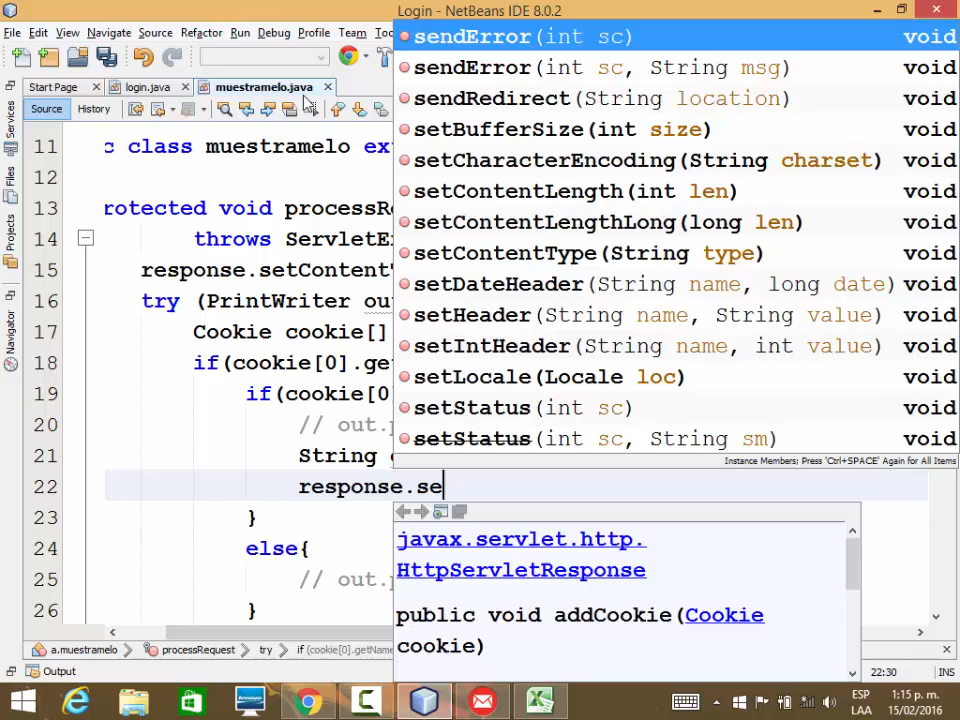 Login - NetBeans IDE 8.0.2
File Edit View Navigate Source Refactor Run Debug Profile Team
Start Page login.java muestramelo.java
Source History
Services
Files
Projects
Navigator
11 c class muestramelo ex
12
13 rotected void processR
14 throws ServletE
15 response.setContent
16 try (PrintWriter ou
17 Cookie cookie[]
18 if(cookie[0].ge
19 if(cookie[0]
20 // out.
21 String
22 response.se
23 }
24 else{
25 // out.
26 }
sendError(int sc) void
sendError(int sc, String msg) void
sendRedirect(String location) void
setBufferSize(int size) void
setCharacterEncoding(String charset) void
setContentLength(int len) void
setContentLengthLong(long len) void
setContentType(String type) void
setDateHeader(String name, long date) void
setHeader(String name, String value) void
setIntHeader(String name, int value) void
setLocale(Locale loc) void
setStatus(int sc) void
setStatus(int sc, String sm) void
Instance Members; Press 'Ctrl+SPACE' Again for All Items
javax.servlet.http.
HttpServletResponse
public void addCookie(Cookie
cookie)
a.muestramelo processRequest try if (cookie[0].getName
Output
22:30 INS
ESP
LAA
1:15 p. m.
15/02/2016